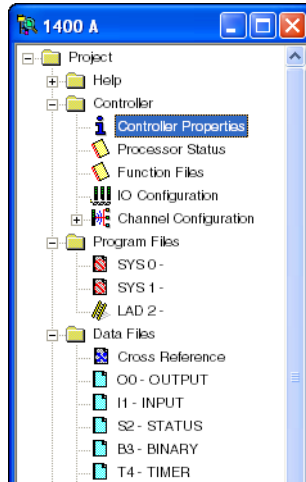 1400 A
Project
Help
Controller
Controller Properties
Processor Status
Function Files
IO Configuration
Channel Configuration
Program Files
SYS 0 -
SYS 1 -
LAD 2 -
Data Files
Cross Reference
O0 - OUTPUT
I1 - INPUT
S2 - STATUS
B3 - BINARY
T4 - TIMER